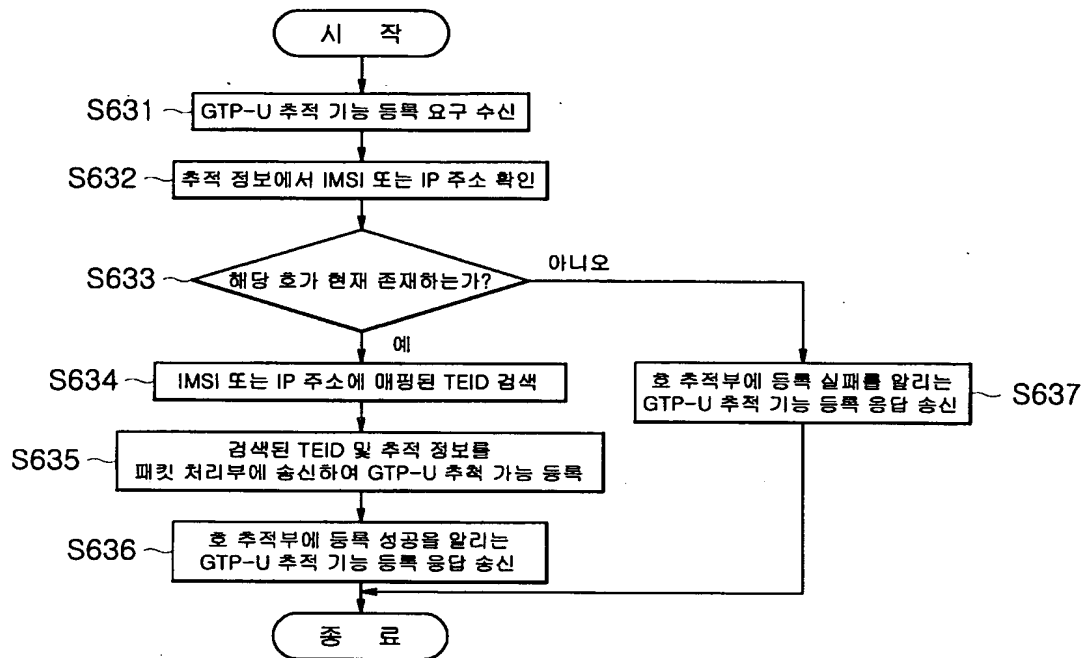 시 작
S631
GTP-U 추적 기능 등록 요구 수신
S632
추적 정보에서 IMSI 또는 IP 주소 확인
S633
해당 호가 현재 존재하는가?
아니오
예
S634
IMSI 또는 IP 주소에 매핑된 TEID 검색
호 추적부에 등록 실패를 알리는
GTP-U 추적 기능 등록 응답 송신
S637
S635
검색된 TEID 및 추적 정보를
패킷 처리부에 송신하여 GTP-U 추척 가능 등록
S636
호 추적부에 등록 성공을 알리는
GTP-U 추적 기능 등록 응답 송신
종 료